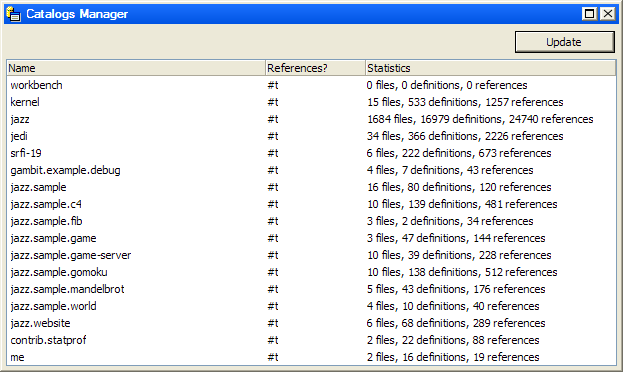 Catalogs Manager
Update
Name References? Statistics
workbench #t 0 files, 0 definitions, 0 references
kernel #t 15 files, 533 definitions, 1257 references
jazz #t 1684 files, 16979 definitions, 24740 references
jedi #t 34 files, 366 definitions, 2226 references
srfi-19 #t 6 files, 222 definitions, 673 references
gambit.example.debug #t 4 files, 7 definitions, 43 references
jazz.sample #t 16 files, 80 definitions, 120 references
jazz.sample.c4 #t 10 files, 139 definitions, 481 references
jazz.sample.fib #t 3 files, 2 definitions, 34 references
jazz.sample.game #t 3 files, 47 definitions, 144 references
jazz.sample.game-server #t 10 files, 39 definitions, 228 references
jazz.sample.gomoku #t 10 files, 138 definitions, 512 references
jazz.sample.mandelbrot #t 5 files, 43 definitions, 176 references
jazz.sample.world #t 4 files, 10 definitions, 40 references
jazz.website #t 6 files, 68 definitions, 289 references
contrib.statprof #t 2 files, 22 definitions, 88 references
me #t 2 files, 16 definitions, 19 references